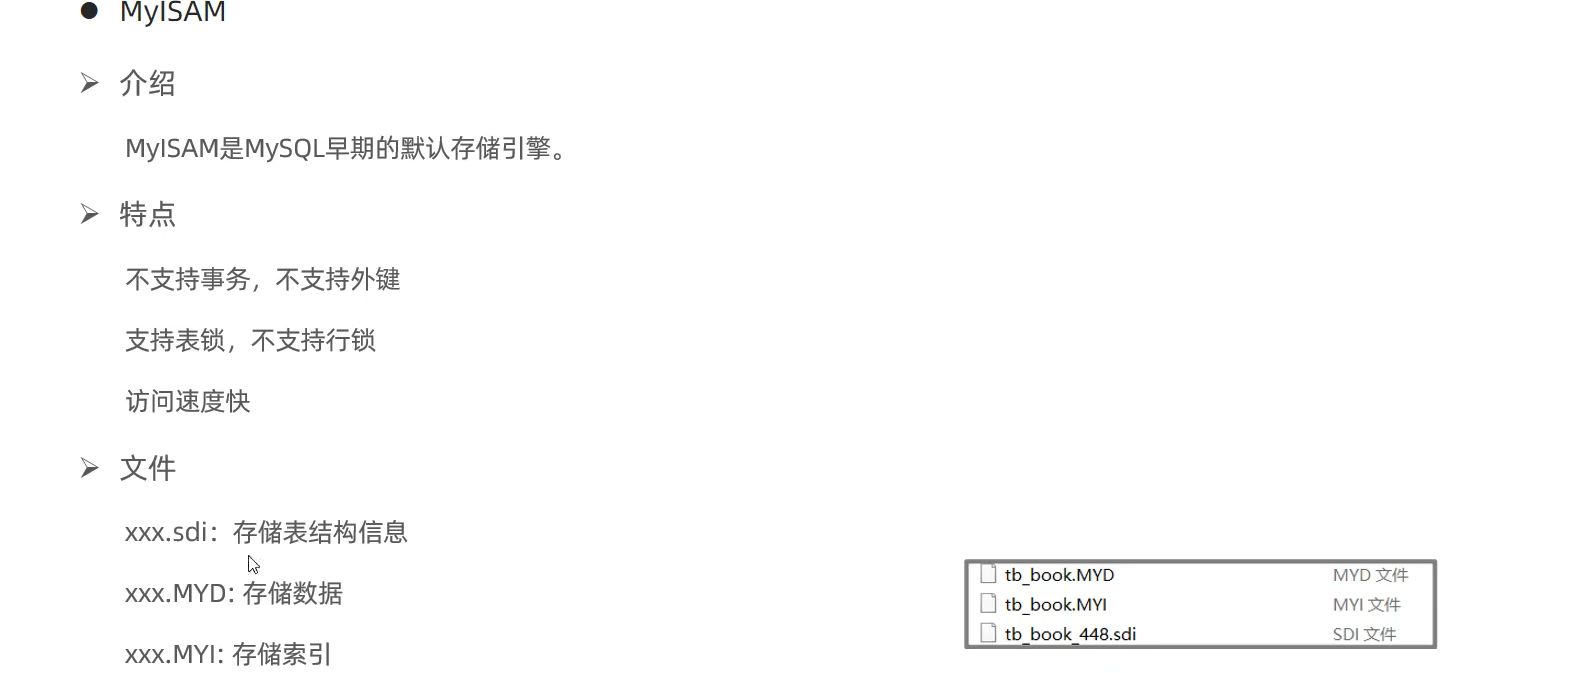 ● MyISAM
➢ 介绍
MyISAM是MySQL早期的默认存储引擎。
➢ 特点
不支持事务，不支持外键
支持表锁，不支持行锁
访问速度快
➢ 文件
xxx.sdi：存储表结构信息
xxx.MYD: 存储数据
xxx.MYI: 存储索引
tb_book.MYD MYD 文件
tb_book.MYI MYI 文件
tb_book_448.sdi SDI 文件